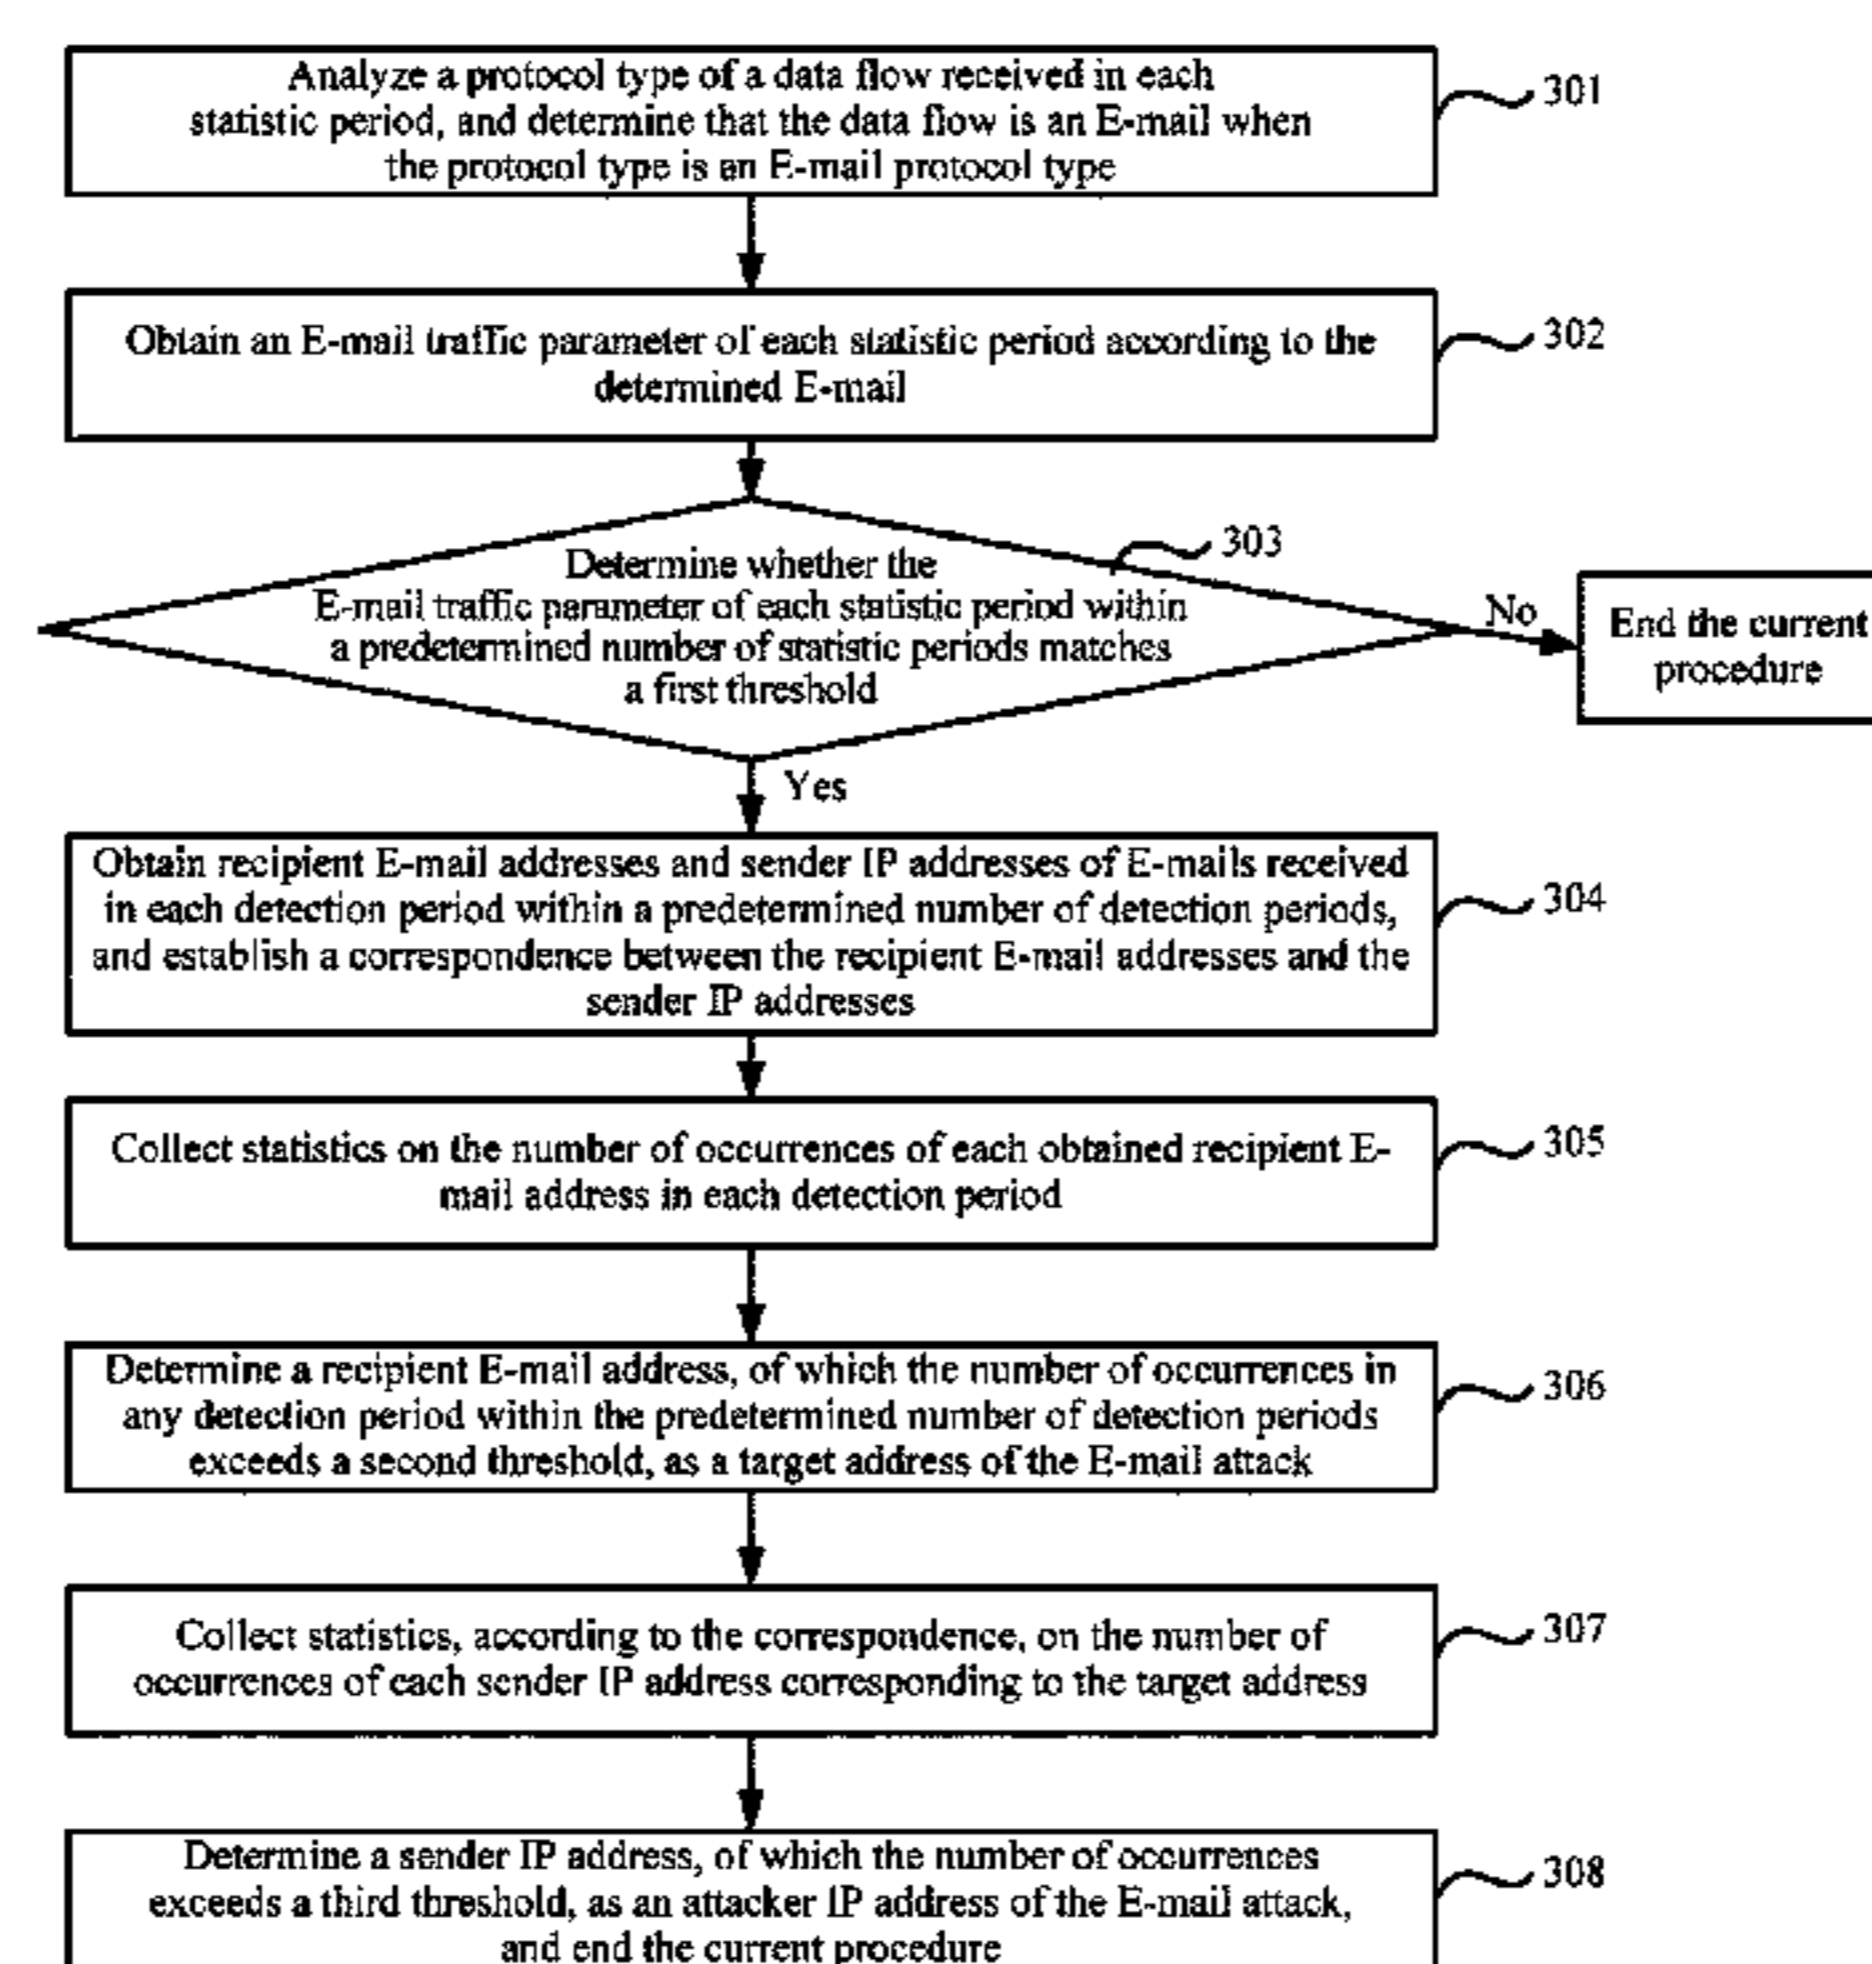 Analyze a protocol type of a data flow received in each
statistic period, and determine that the data flow is an E-mail when
the protocol type is an E-mail protocol type
301
Obtain an E-mail traffic parameter of each statistic period according to the
determined E-mail
302
303
Determine whether the
E-mail traffic parameter of each statistic period within
a predetermined number of statistic periods matches
a first threshold
No
End the current
procedure
Yes
Obtain recipient E-mail addresses and sender IP addresses of E-mails received
in each detection period within a predetermined number of detection periods,
and establish a correspondence between the recipient E-mail addresses and the
sender IP addresses
304
Collect statistics on the number of occurrences of each obtained recipient E-
mail address in each detection period
305
Determine a recipient E-mail address, of which the number of occurrences in
any detection period within the predetermined number of detection periods
exceeds a second threshold, as a target address of the E-mail attack
306
Collect statistics, according to the correspondence, on the number of
occurrences of each sender IP address corresponding to the target address
307
Determine a sender IP address, of which the number of occurrences
exceeds a third threshold, as an attacker IP address of the E-mail attack,
and end the current procedure
308